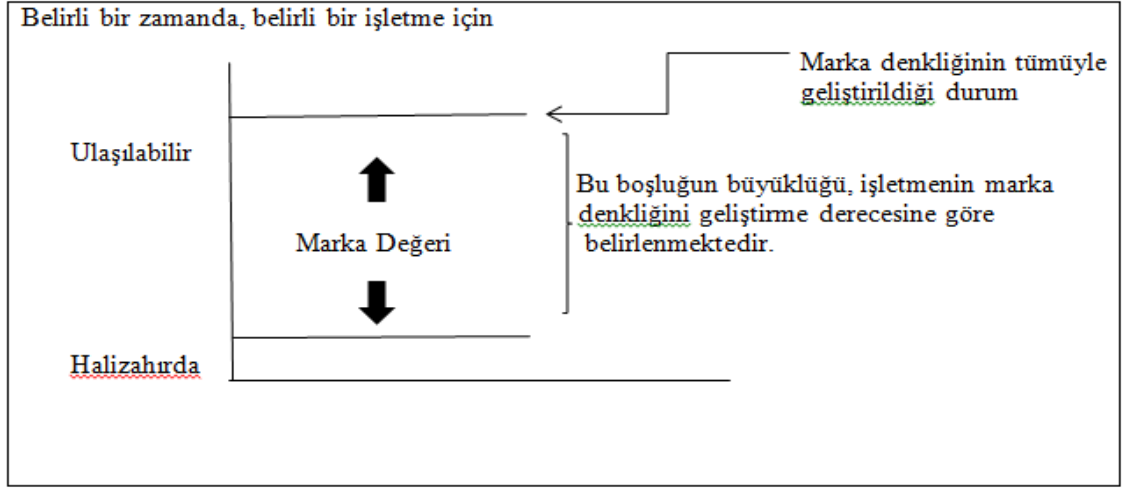 Belirli bir zamanda, belirli bir işletme için
Marka denkliğinin tümüyle
geliştirildiği durum
Ulaşılabilir
Bu boşluğun büyüklüğü, işletmenin marka
denkliğini geliştirme derecesine göre
belirlenmektedir.
Marka Değeri
Halizahırda